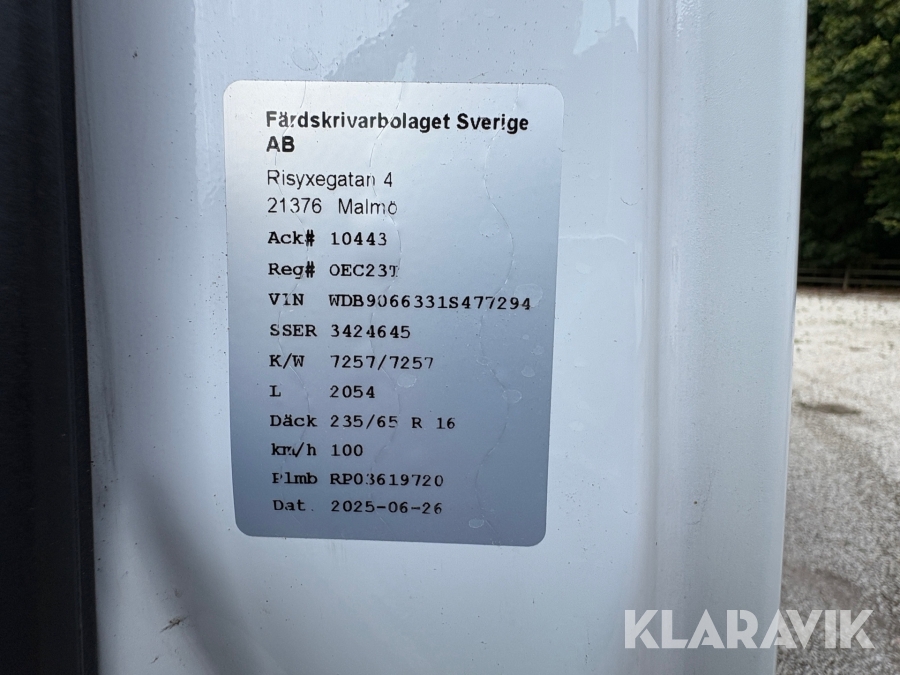 Färdskrivarbolaget Sverige
AB
Risyxegatan 4
21376 Malmö
Ack# 10443
Reg# OEC23T
VIN WDB9066331S477294
SSER 3424645
K/W 7257/7257
L 2054
Däck 235/65 R 16
km/h 100
Plmb RP03619720
Dat. 2025-06-26
KLARAVIK